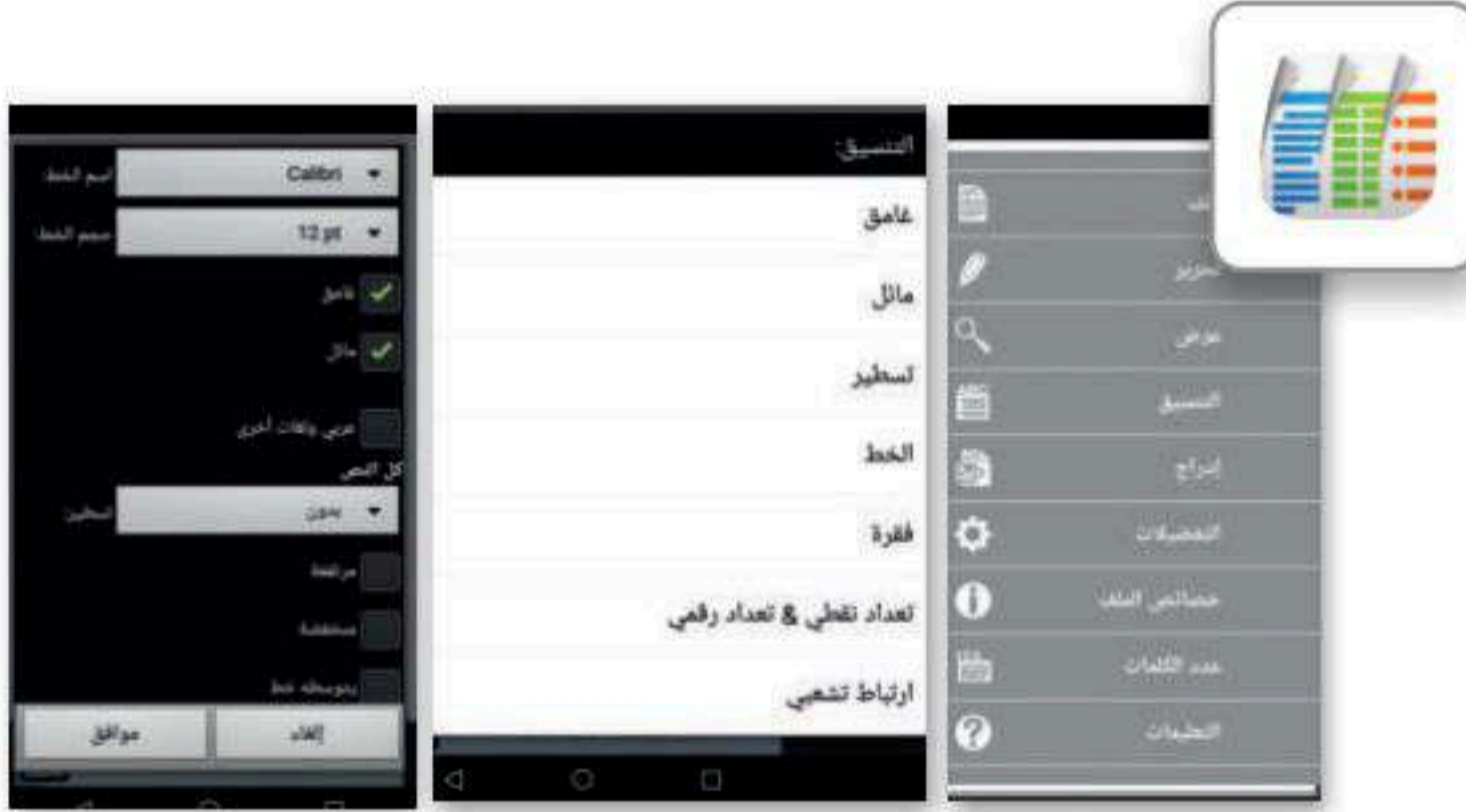 تحرير
عرض
التنسيق
إدراج
التفضيلات
خصائص الملف
عدد الكلمات
التعليمات
التنسيق:
غامق
مائل
تسطير
الخط
فقرة
تعداد نقطي & تعداد رقمي
ارتباط تشعبي
اسم الخط: Calibri
حجم الخط: 12 pt
غامق
مائل
عربي ولغات أخرى
كل النص
تسطير: بدون
مرتفعة
منخفضة
يتوسطه خط
إلغاء موافق